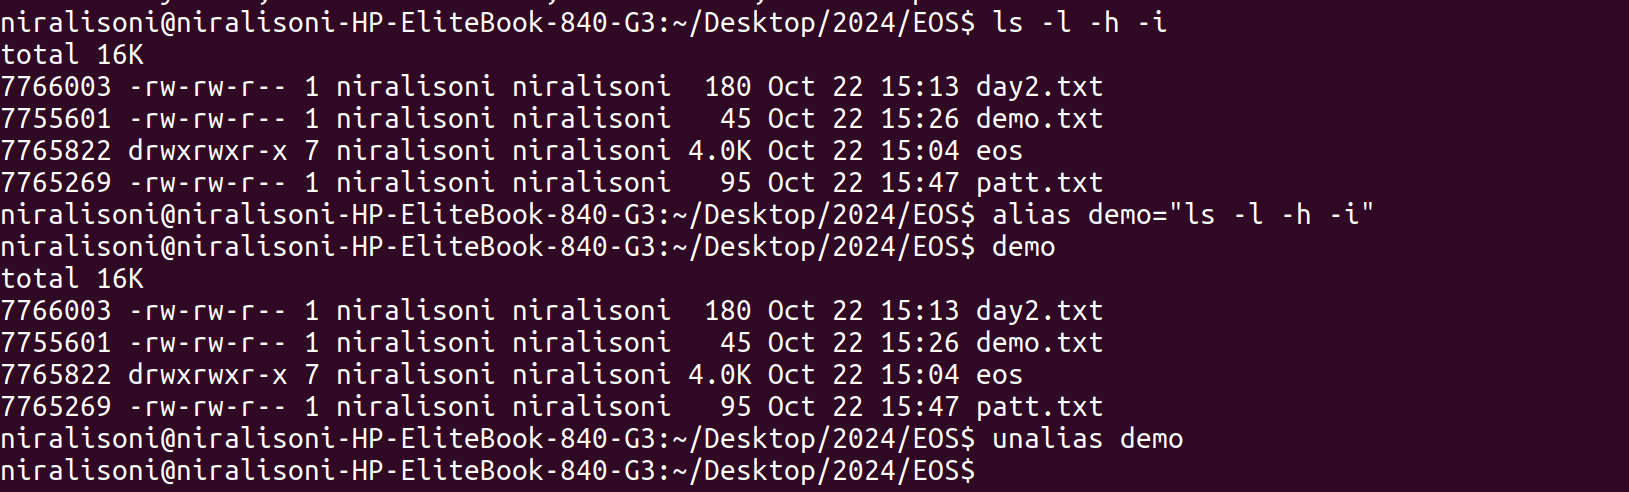 niralisoni@niralisoni-HP-EliteBook-840-G3:~/Desktop/2024/EOS$ ls -l -h -i
total 16K
7766003 -rw-rw-r-- 1 niralisoni niralisoni  180 Oct 22 15:13 day2.txt
7755601 -rw-rw-r-- 1 niralisoni niralisoni   45 Oct 22 15:26 demo.txt
7765822 drwxrwxr-x 7 niralisoni niralisoni 4.0K Oct 22 15:04 eos
7765269 -rw-rw-r-- 1 niralisoni niralisoni   95 Oct 22 15:47 patt.txt
niralisoni@niralisoni-HP-EliteBook-840-G3:~/Desktop/2024/EOS$ alias demo="ls -l -h -i"
niralisoni@niralisoni-HP-EliteBook-840-G3:~/Desktop/2024/EOS$ demo
total 16K
7766003 -rw-rw-r-- 1 niralisoni niralisoni  180 Oct 22 15:13 day2.txt
7755601 -rw-rw-r-- 1 niralisoni niralisoni   45 Oct 22 15:26 demo.txt
7765822 drwxrwxr-x 7 niralisoni niralisoni 4.0K Oct 22 15:04 eos
7765269 -rw-rw-r-- 1 niralisoni niralisoni   95 Oct 22 15:47 patt.txt
niralisoni@niralisoni-HP-EliteBook-840-G3:~/Desktop/2024/EOS$ unalias demo
niralisoni@niralisoni-HP-EliteBook-840-G3:~/Desktop/2024/EOS$